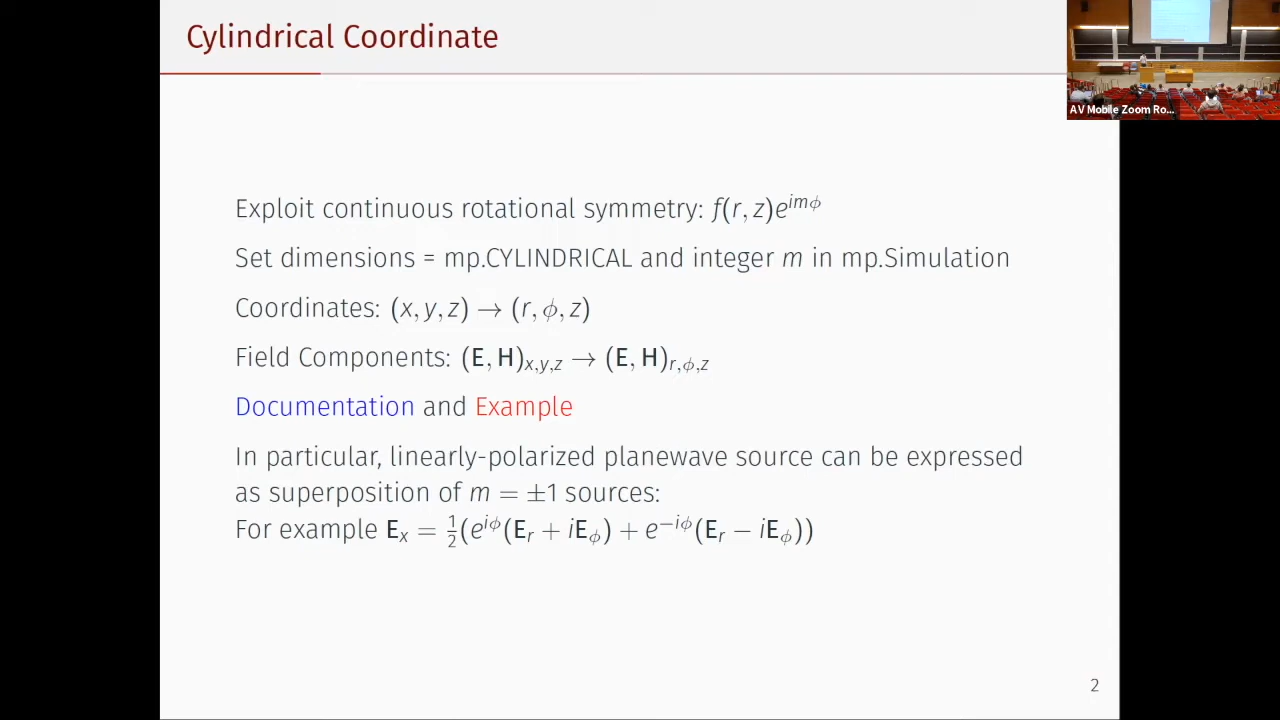 Cylindrical Coordinate
AV Mobile Zoom Ro...
Exploit continuous rotational symmetry: f(r, z)e^{imϕ}
Set dimensions = mp.CYLINDRICAL and integer m in mp.Simulation
Coordinates: (x, y, z) → (r, ϕ, z)
Field Components: (E, H)_{x,y,z} → (E, H)_{r,ϕ,z}
Documentation and Example
In particular, linearly-polarized planewave source can be expressed
as superposition of m = ±1 sources:
For example E_x = \frac{1}{2}(e^{iϕ}(E_r + iE_ϕ) + e^{−iϕ}(E_r − iE_ϕ))
2